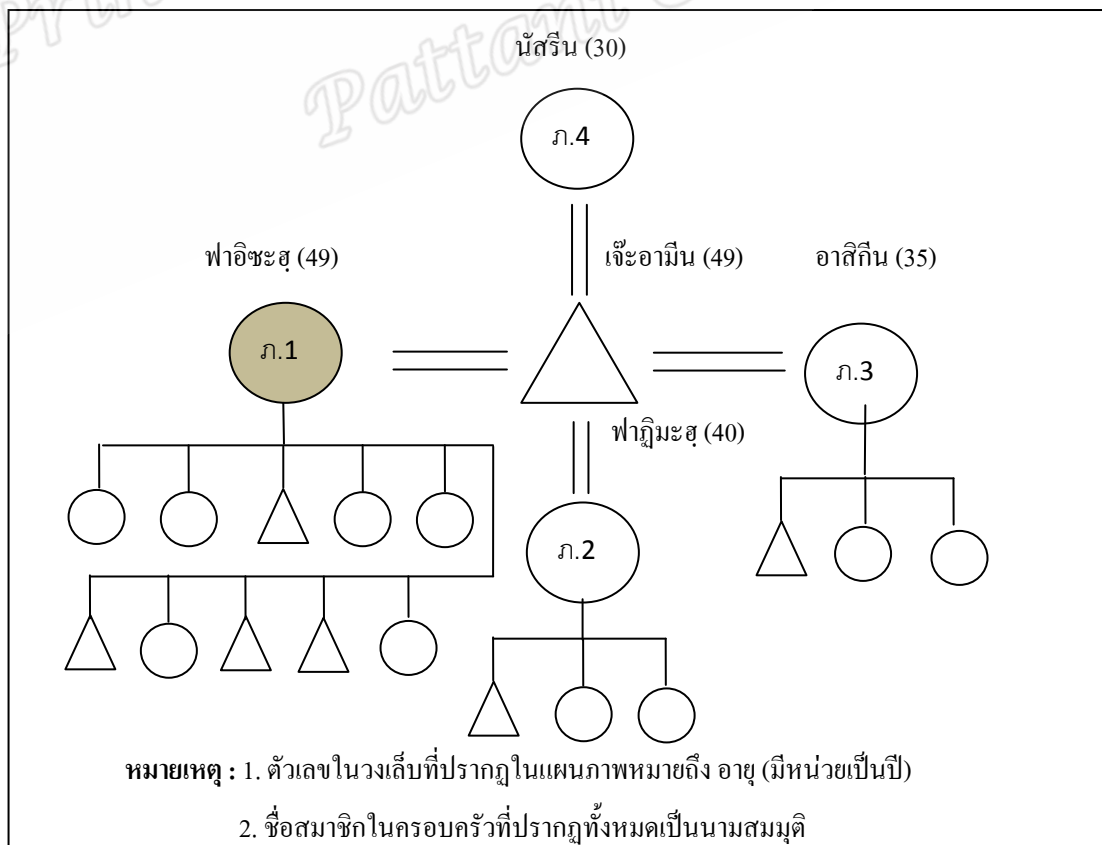 Pattani
นัสรีน (30)
ภ.4
ฟาอิซะฮฺ (49)
เจ๊ะอามีน (49)
อาสิกีน (35)
ภ.1
ภ.3
ฟาฏิมะฮฺ (40)
ภ.2
หมายเหตุ : 1. ตัวเลขในวงเล็บที่ปรากฏในแผนภาพหมายถึง อายุ (มีหน่วยเป็นปี)
2. ชื่อสมาชิกในครอบครัวที่ปรากฏทั้งหมดเป็นนามสมมุติ